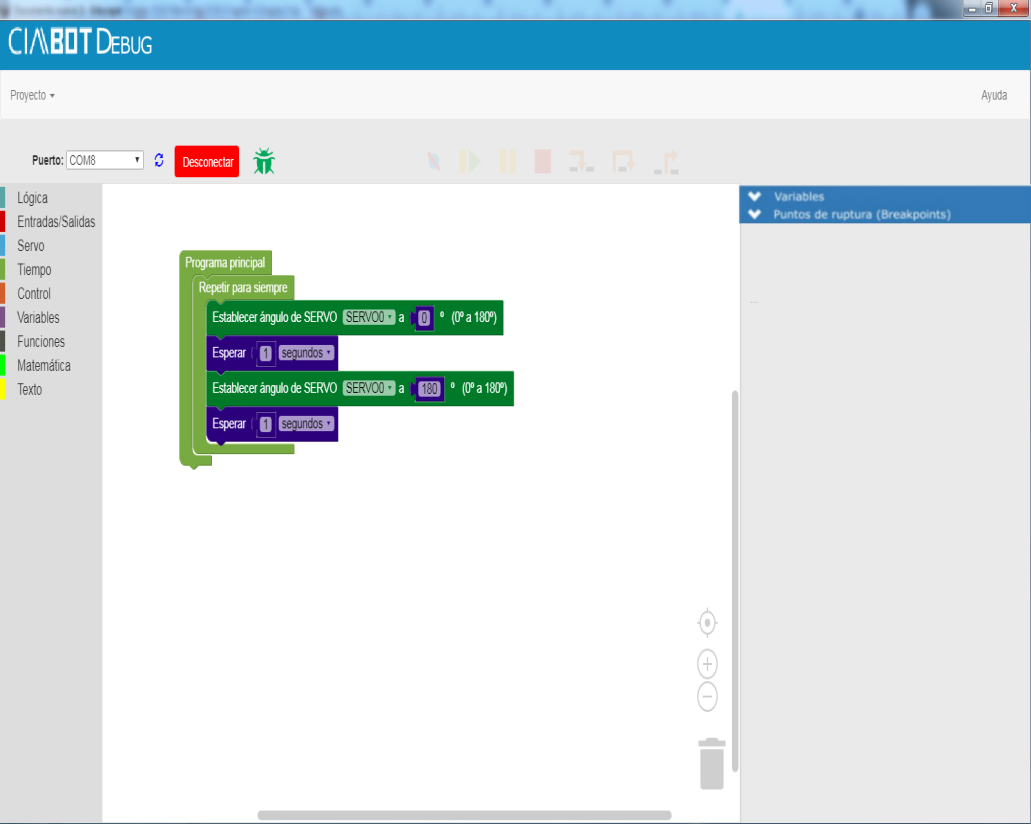 CIAABOT DEBUG
Proyecto
Ayuda
Puerto: COM8 Desconectar
Lógica
Entradas/Salidas
Servo
Tiempo
Control
Variables
Funciones
Matemática
Texto
Programa principal
Repetir para siempre
Establecer ángulo de SERVO SERVO0 a 0 º (0º a 180º)
Esperar 1 segundos
Establecer ángulo de SERVO SERVO0 a 180 º (0º a 180º)
Esperar 1 segundos
Variables
Puntos de ruptura (Breakpoints)
...